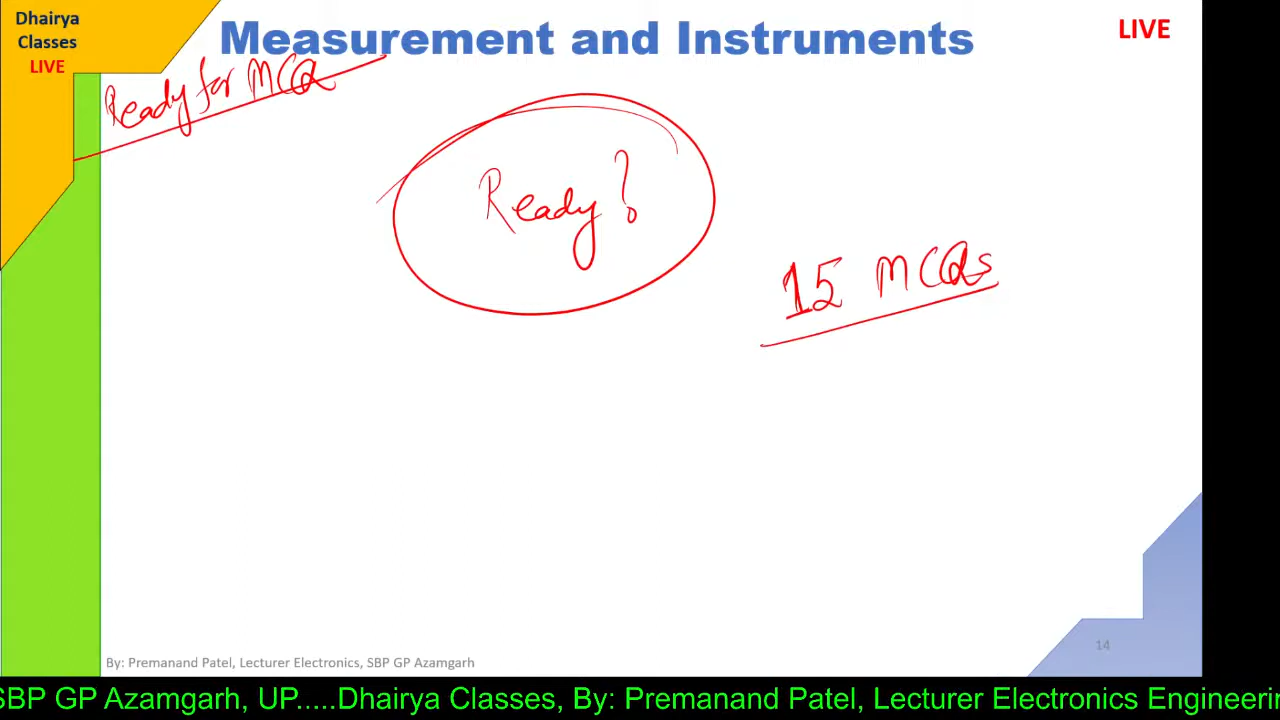 Dhairya
Classes
LIVE
Measurement and Instruments
LIVE
Ready for MCQ
Ready?
15 MCQs
14
By: Premanand Patel, Lecturer Electronics, SBP GP Azamgarh
SBP GP Azamgarh, UP.....Dhairya Classes, By: Premanand Patel, Lecturer Electronics Engineerin